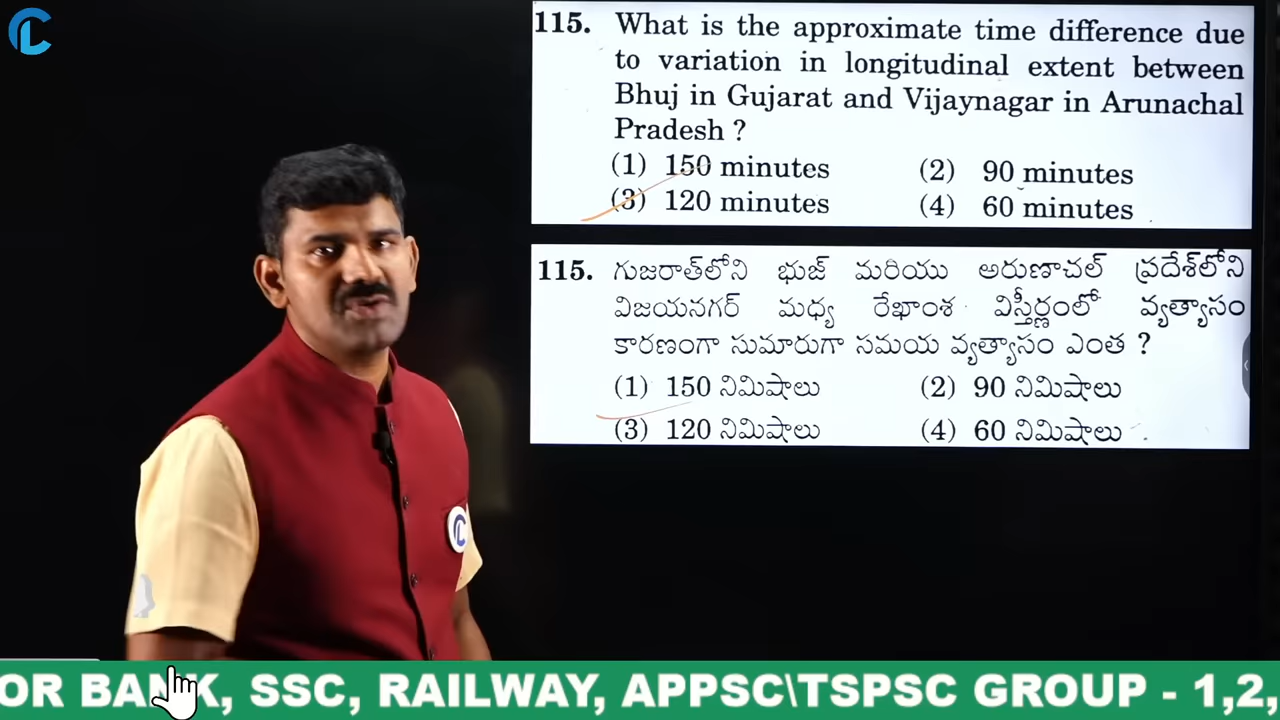 115. What is the approximate time difference due
to variation in longitudinal extent between
Bhuj in Gujarat and Vijaynagar in Arunachal
Pradesh ?
(1) 150 minutes (2) 90 minutes
(3) 120 minutes (4) 60 minutes
115. గుజరాత్‌లోని భుజ్ మరియు అరుణాచల్ ప్రదేశ్‌లోని
విజయనగర్ మధ్య రేఖాంశ విస్తీర్ణంలో వ్యత్యాసం
కారణంగా సుమారుగా సమయ వ్యత్యాసం ఎంత ?
(1) 150 నిమిషాలు (2) 90 నిమిషాలు
(3) 120 నిమిషాలు (4) 60 నిమిషాలు
OR BANK, SSC, RAILWAY, APPSC\TSPSC GROUP - 1,2,